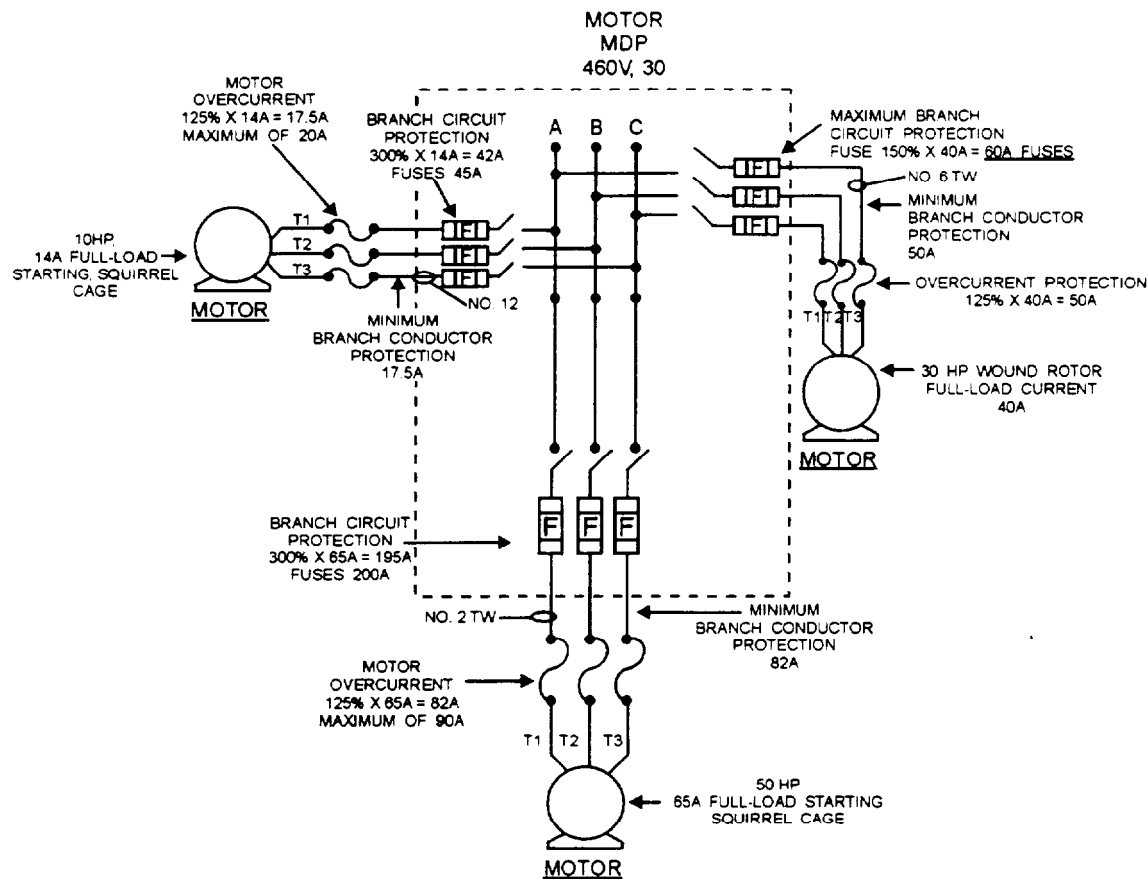 MOTOR
MDP
460V, 30
MOTOR
OVERCURRENT
125% X 14A = 17.5A
MAXIMUM OF 20A
BRANCH CIRCUIT
PROTECTION
300% X 14A = 42A
FUSES 45A
A B C
MAXIMUM BRANCH
CIRCUIT PROTECTION
FUSE 150% X 40A = 60A FUSES
NO. 6 TW
MINIMUM
BRANCH CONDUCTOR
PROTECTION
50A
OVERCURRENT PROTECTION
125% X 40A = 50A
T1 T2 T3
30 HP WOUND ROTOR
FULL-LOAD CURRENT
40A
MOTOR
F
F
F
10HP,
14A FULL-LOAD
STARTING, SQUIRREL
CAGE
T1
T2
T3
MOTOR
F
F
F
NO. 12
MINIMUM
BRANCH CONDUCTOR
PROTECTION
17.5A
BRANCH CIRCUIT
PROTECTION
300% X 65A = 195A
FUSES 200A
F F F
NO. 2 TW
MINIMUM
BRANCH CONDUCTOR
PROTECTION
82A
MOTOR
OVERCURRENT
125% X 65A = 82A
MAXIMUM OF 90A
T1 T2 T3
50 HP
65A FULL-LOAD STARTING
SQUIRREL CAGE
MOTOR